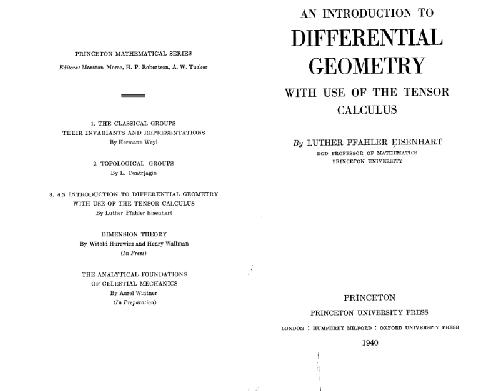 PRINCETON MATHEMATICAL SERIES
Editors: Marston Morse, H. P. Robertson, A. W. Tucker
1. THE CLASSICAL GROUPS
THEIR INVARIANTS AND REPRESENTATIONS
By Hermann Weyl
2. TOPOLOGICAL GROUPS
By L. Pontrjagin
3. AN INTRODUCTION TO DIFFERENTIAL GEOMETRY
WITH USE OF THE TENSOR CALCULUS
By Luther Pfahler Eisenhart
DIMENSION THEORY
By Witold Hurewicz and Henry Wallman
(In Press)
THE ANALYTICAL FOUNDATIONS
OF CELESTIAL MECHANICS
By Aurel Wintner
(In Preparation)
AN INTRODUCTION TO
DIFFERENTIAL
GEOMETRY
WITH USE OF THE TENSOR
CALCULUS
By LUTHER PFAHLER EISENHART
DOD PROFESSOR OF MATHEMATICS
PRINCETON UNIVERSITY
PRINCETON
PRINCETON UNIVERSITY PRESS
LONDON : HUMPHREY MILFORD : OXFORD UNIVERSITY PRESS
1940